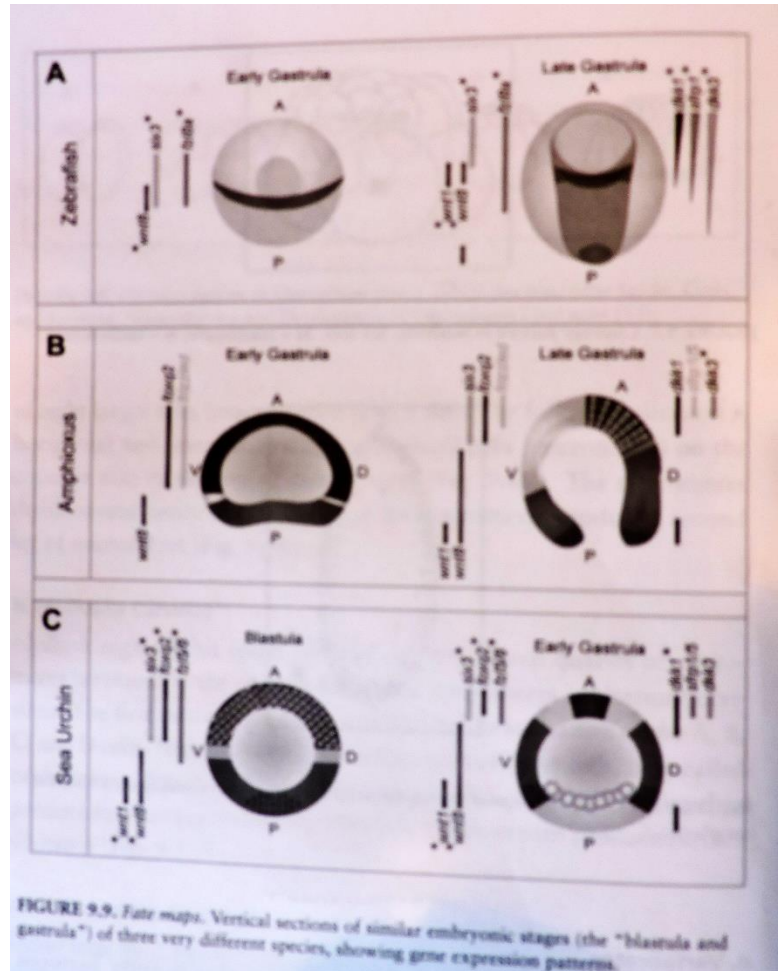 A
Zebrafish
Early Gastrula
A
P
*wnt8
six3*
fzd8a*
Late Gastrula
A
P
*wnt1
*wnt8
six3*
fzd8a*
dkk1*
sfrp1*
dkk3*
B
Amphioxus
Early Gastrula
A
V
D
P
wnt8
foxq2
frizzled
Late Gastrula
A
V
D
P
wnt1
wnt8
six3
foxq2
frizzled
dkk1
dkk3*
C
Sea Urchin
Blastula
A
V
D
P
*wnt1
*wnt8
six3*
foxq2*
fzd5/8*
Early Gastrula
A
V
D
P
*wnt1
*wnt8
six3*
foxq2*
fzd5/8*
dkk1*
sfrp1/5
dkk3
FIGURE 9.9. Fate maps. Vertical sections of similar embryonic stages (the "blastula and
gastrula") of three very different species, showing gene expression patterns.